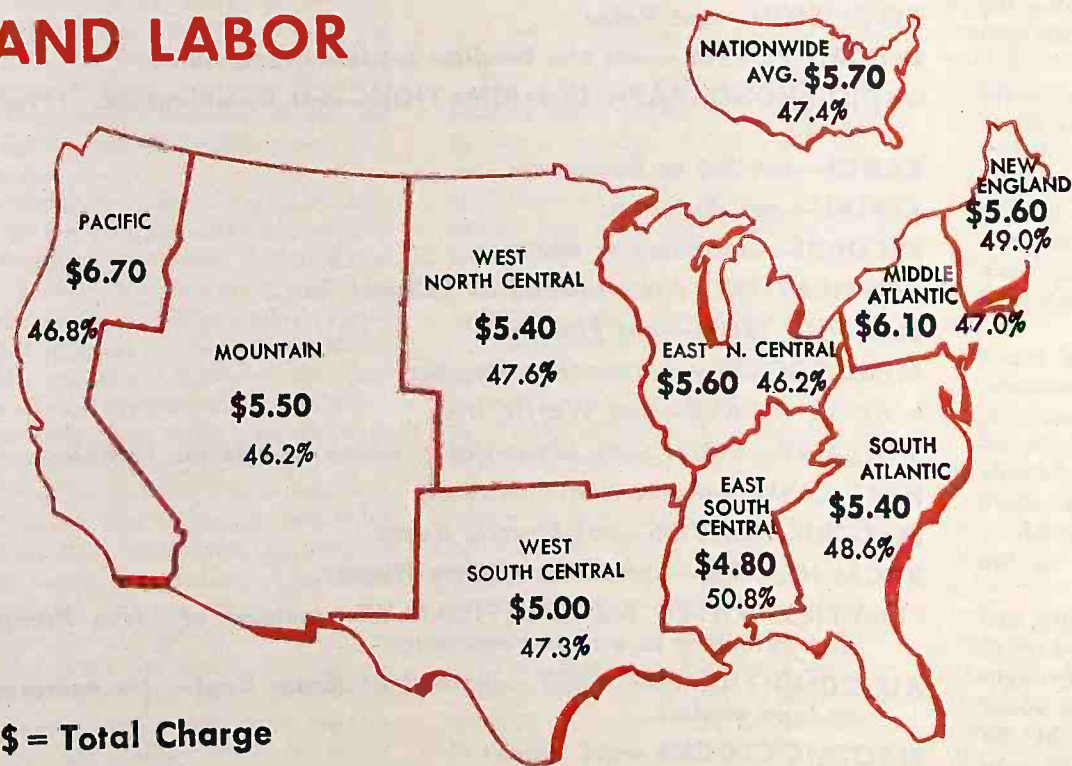 AND LABOR
NATIONWIDE
AVG. $5.70
47.4%
NEW
ENGLAND
$5.60
49.0%
PACIFIC
$6.70
46.8%
MOUNTAIN
$5.50
46.2%
WEST
NORTH CENTRAL
$5.40
47.6%
EAST N. CENTRAL
$5.60 46.2%
MIDDLE
ATLANTIC
$6.10 47.0%
SOUTH
ATLANTIC
$5.40
48.6%
EAST
SOUTH
CENTRAL
$4.80
50.8%
WEST
SOUTH CENTRAL
$5.00
47.3%
$ = Total Charge